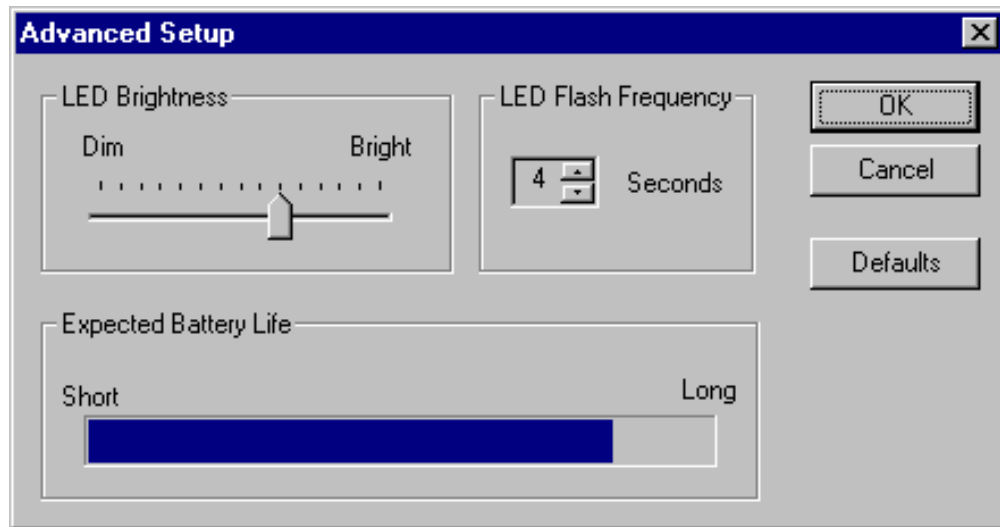 Advanced Setup
LED Brightness
Dim Bright
LED Flash Frequency
4 Seconds
OK
Cancel
Defaults
Expected Battery Life
Short Long